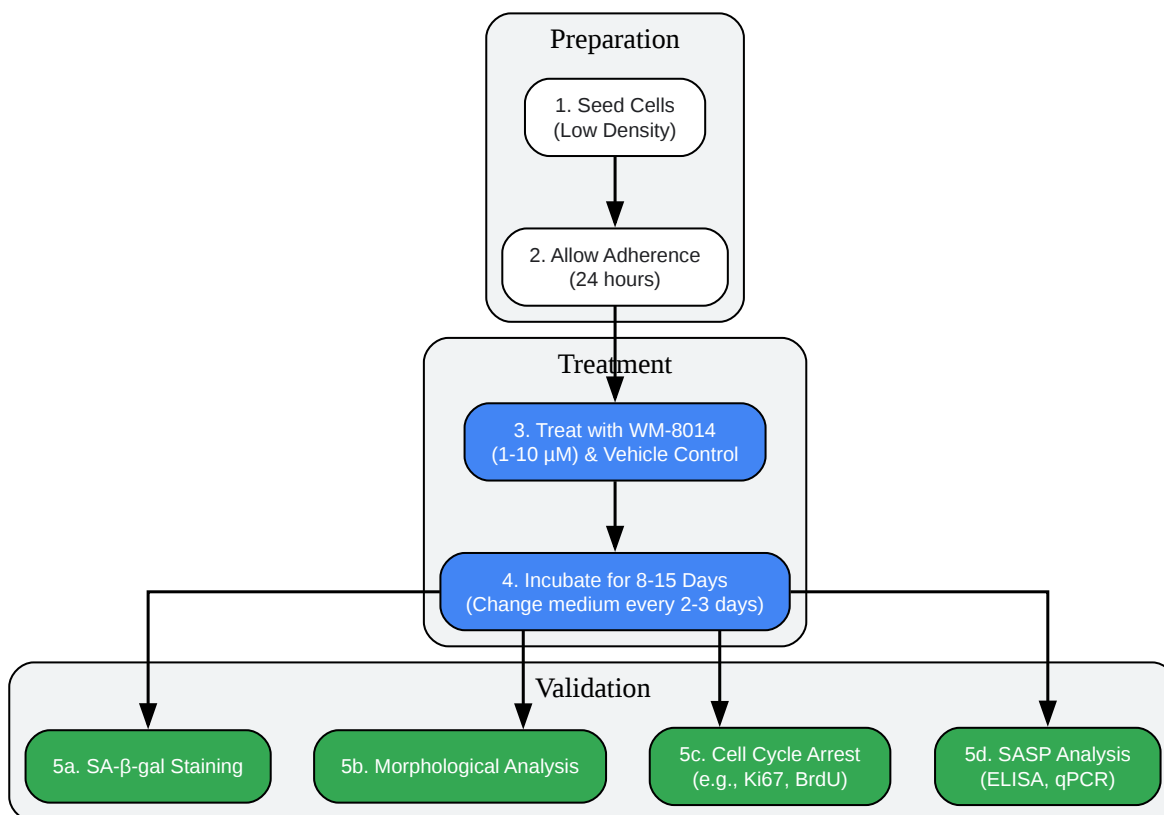 Preparation
1. Seed Cells
(Low Density)
2. Allow Adherence
(24 hours)
Treatment
3. Treat with WM-8014
(1-10 µM) & Vehicle Control
4. Incubate for 8-15 Days
(Change medium every 2-3 days)
Validation
5a. SA-β-gal Staining
5b. Morphological Analysis
5c. Cell Cycle Arrest
(e.g., Ki67, BrdU)
5d. SASP Analysis
(ELISA, qPCR)